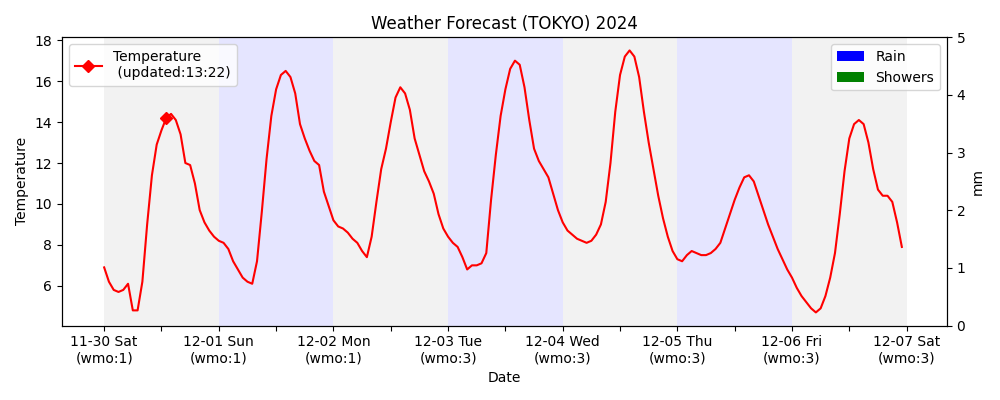 Weather Forecast (TOKYO) 2024
Temperature
(updated:13:22)
Rain
Showers
18
16
14
12
10
8
6
Temperature
5
4
3
2
1
0
mm
11-30 Sat
(wmo:1)
12-01 Sun
(wmo:1)
12-02 Mon
(wmo:1)
12-03 Tue
(wmo:3)
12-04 Wed
(wmo:3)
12-05 Thu
(wmo:3)
12-06 Fri
(wmo:3)
12-07 Sat
(wmo:3)
Date